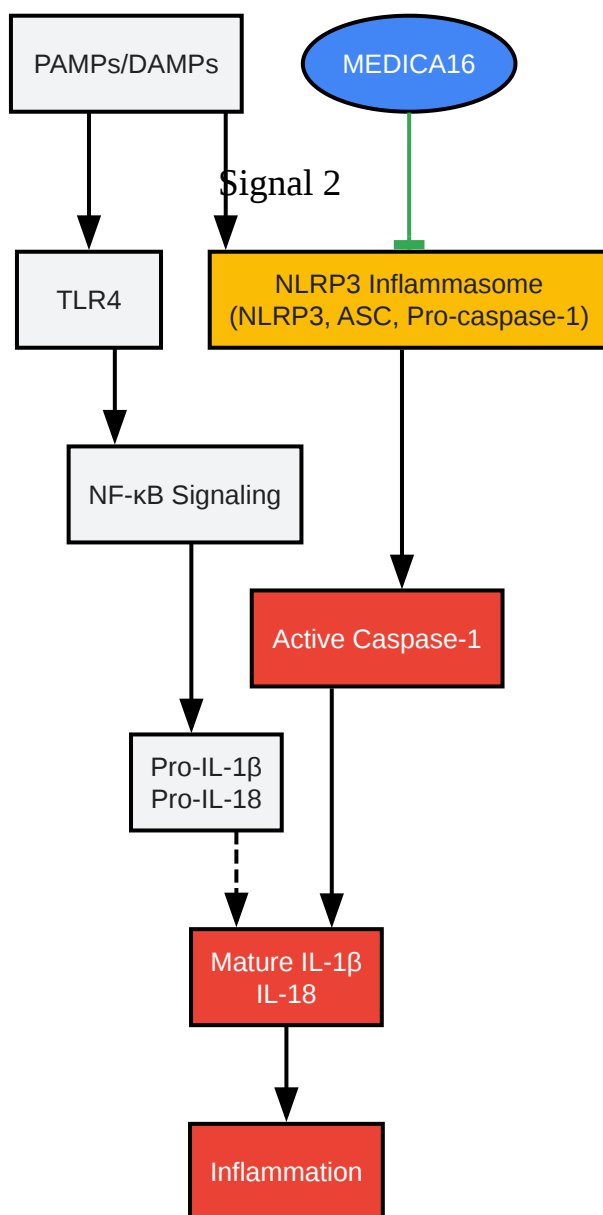 PAMPs/DAMPs
MEDICA16
Signal 2
TLR4
NLRP3 Inflammasome
(NLRP3, ASC, Pro-caspase-1)
NF-κB Signaling
Active Caspase-1
Pro-IL-1β
Pro-IL-18
Mature IL-1β
IL-18
Inflammation